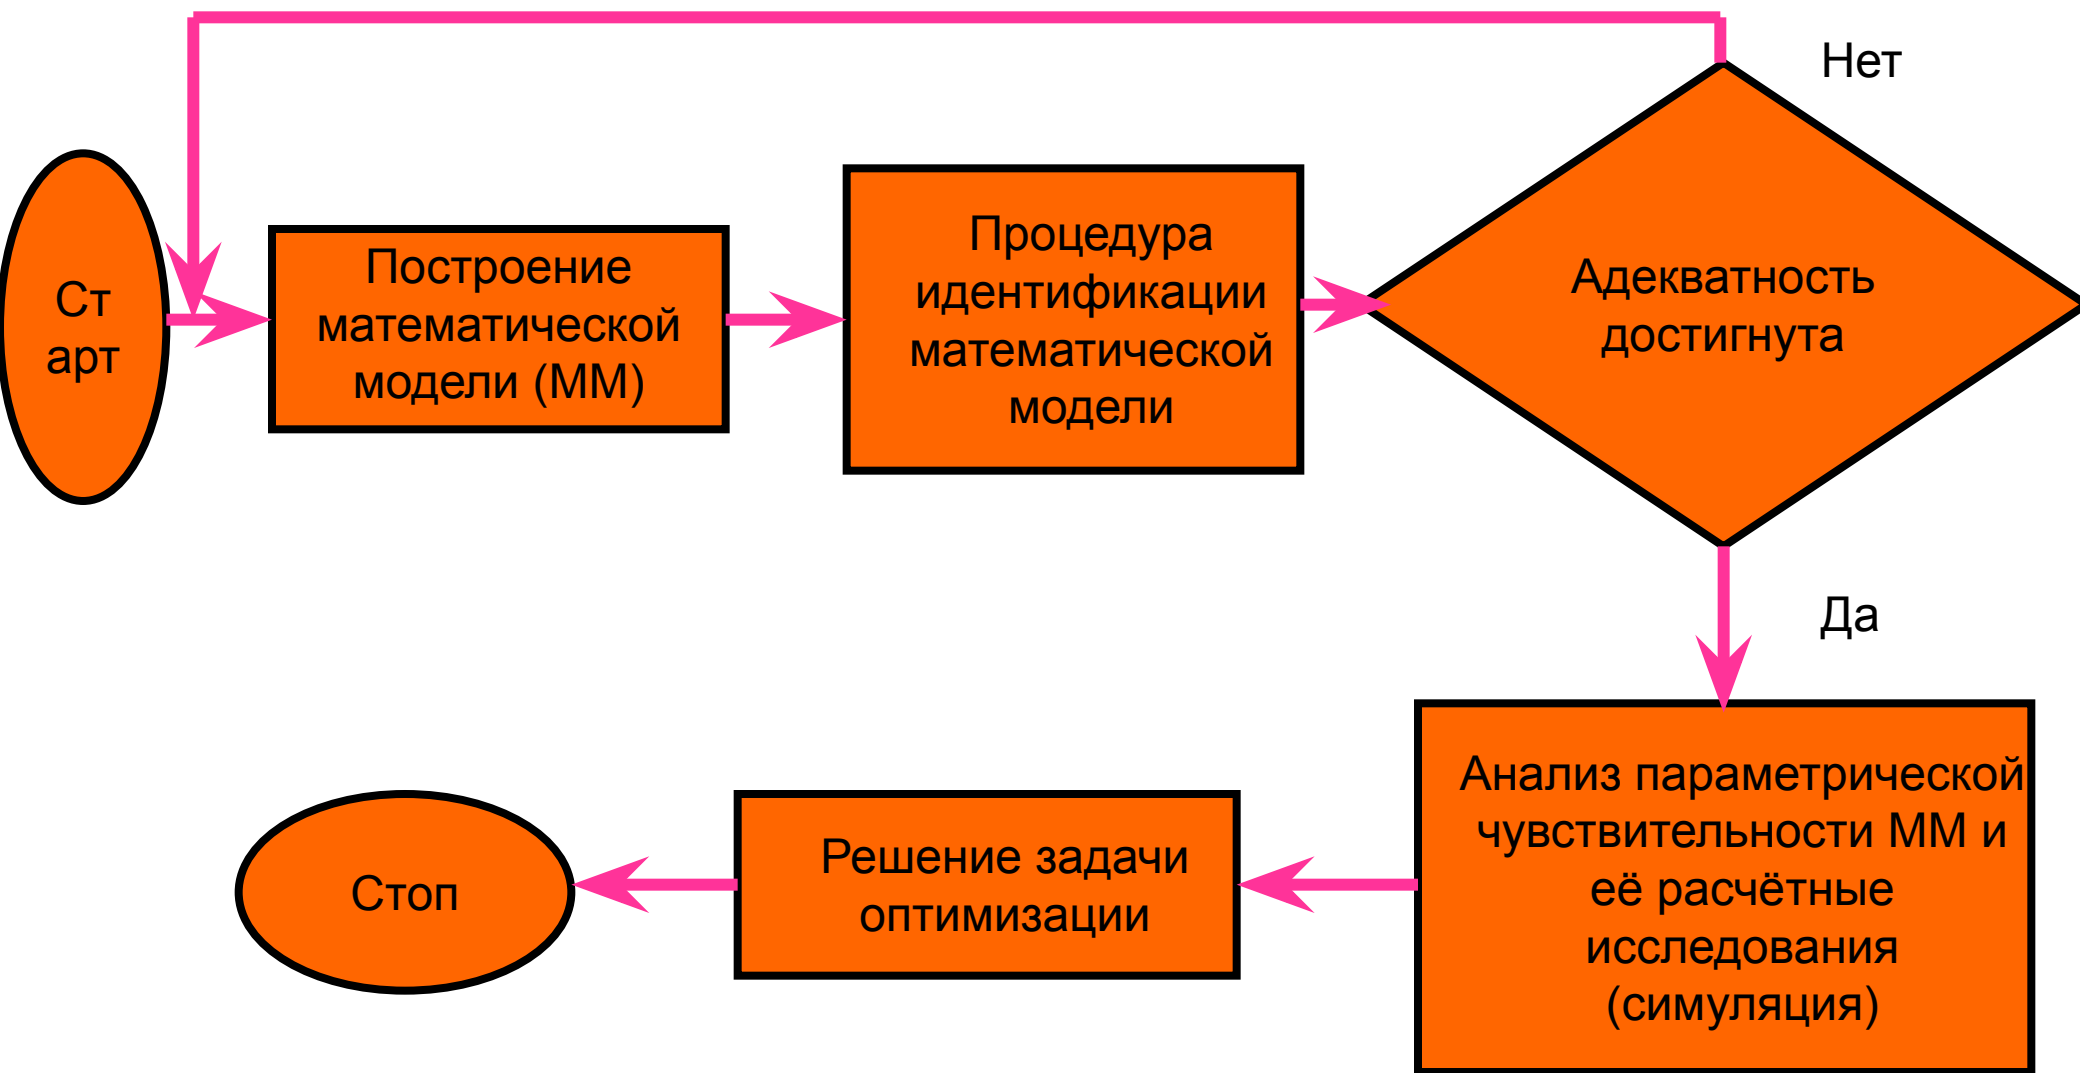 Нет
Ст
арт
Построение
математической
модели (ММ)
Процедура
идентификации
математической
модели
Адекватность
достигнута
Да
Анализ параметрической
чувствительности ММ и
её расчётные
исследования
(симуляция)
Решение задачи
оптимизации
Стоп